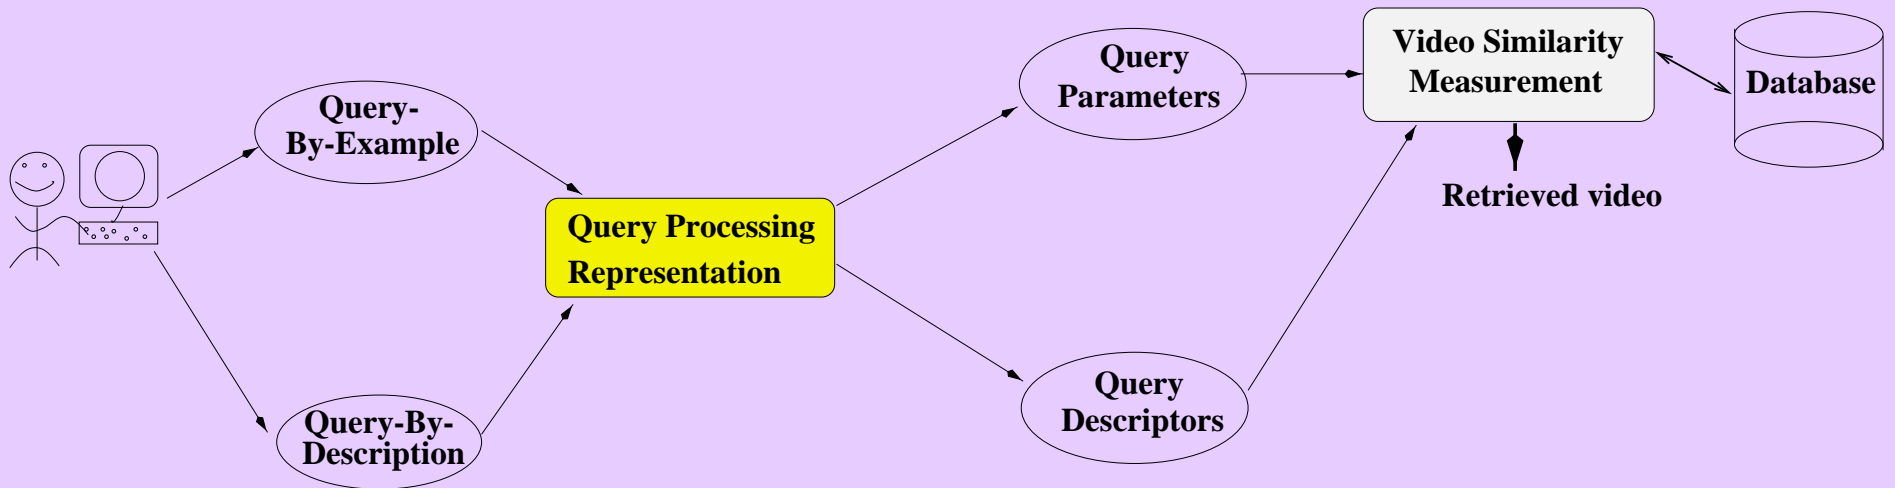 Query-
By-Example
Query-By-
Description
Query Processing
Representation
Query
Parameters
Query
Descriptors
Video Similarity
Measurement
Retrieved video
Database